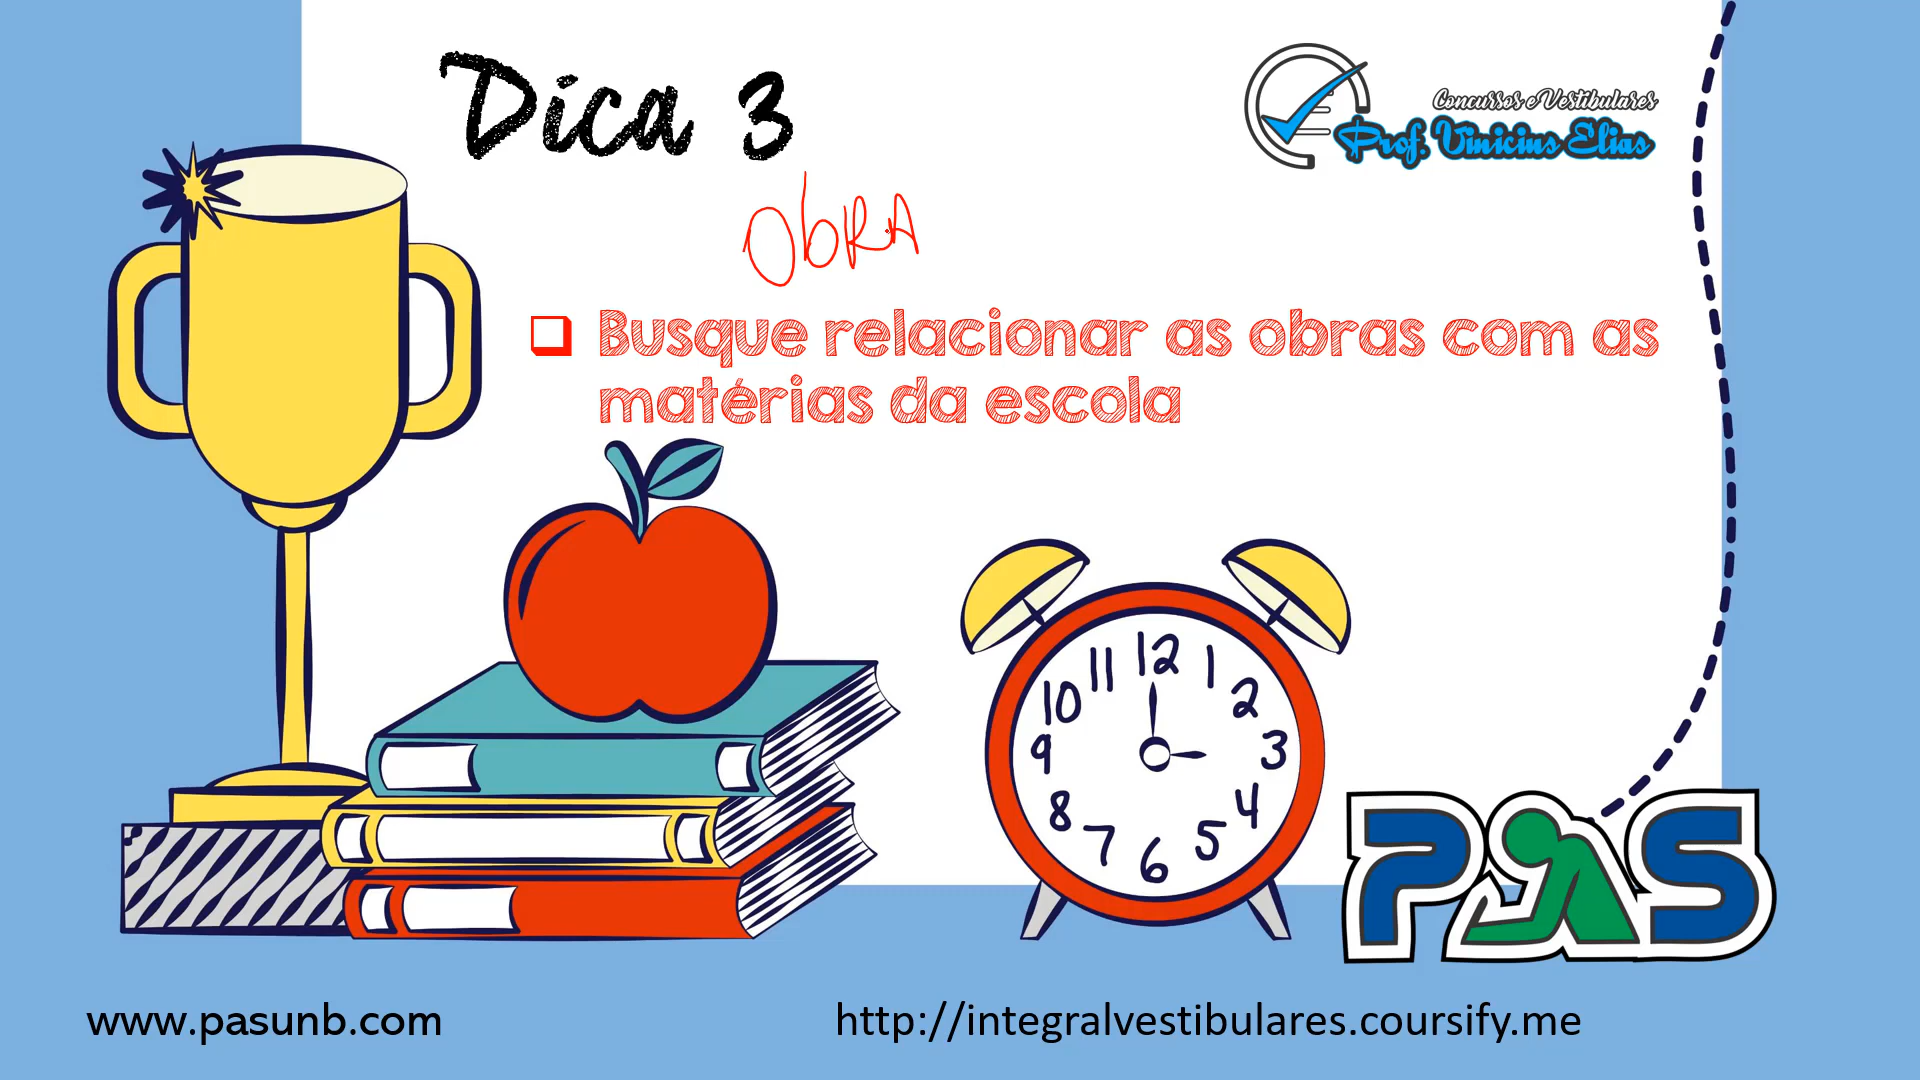 Dica 3
Concursos e Vestibulares
Prof. Vinicius Elias
ObRA
Busque relacionar as obras com as
matérias da escola
12
11
1
10
2
9
3
8
4
7
5
6
PAS
www.pasunb.com
http://integralvestibulares.coursify.me